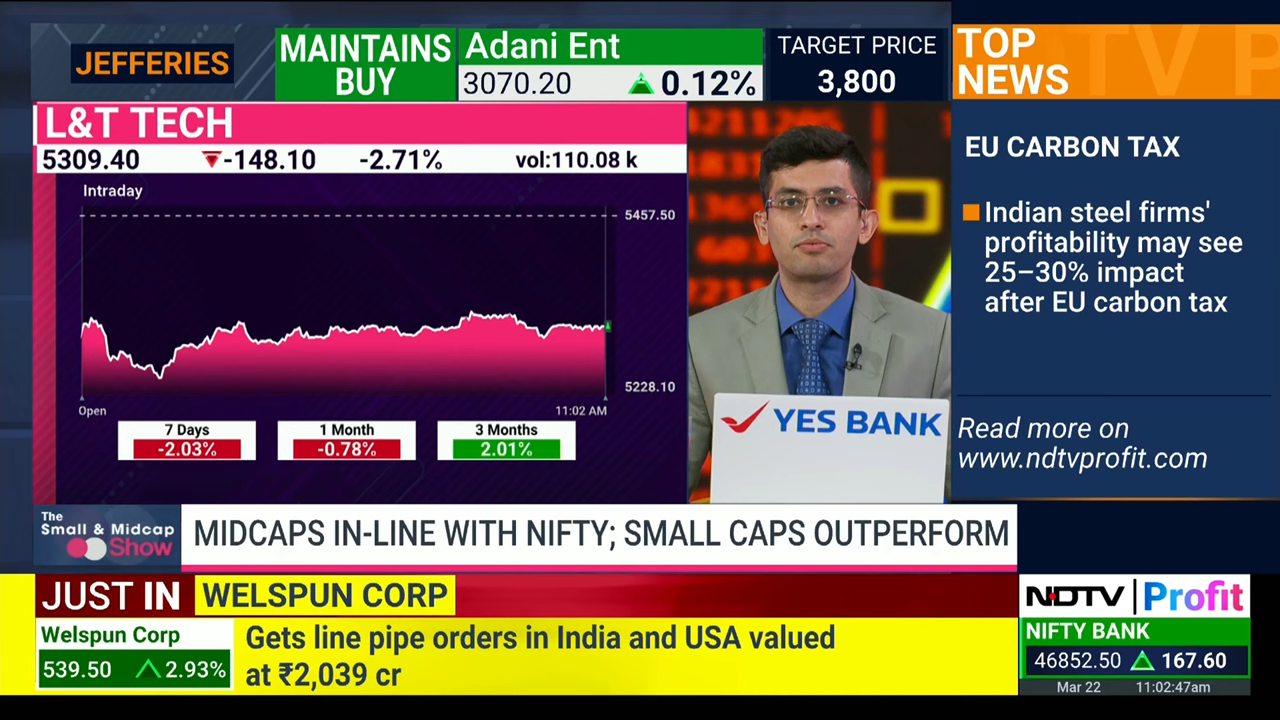 JEFFERIES
MAINTAINS
BUY
Adani Ent
3070.20 0.12%
TARGET PRICE
3,800
TOP
NEWS
L&T TECH
5309.40 -148.10 -2.71% vol:110.08 k
Intraday
5457.50
5228.10
Open 11:02 AM
7 Days
-2.03%
1 Month
-0.78%
3 Months
2.01%
YES BANK
EU CARBON TAX
Indian steel firms'
profitability may see
25–30% impact
after EU carbon tax
Read more on
www.ndtvprofit.com
The
Small & Midcap
Show
MIDCAPS IN-LINE WITH NIFTY; SMALL CAPS OUTPERFORM
JUST IN WELSPUN CORP
Welspun Corp
539.50 2.93%
Gets line pipe orders in India and USA valued
at ₹2,039 cr
NDTV Profit
NIFTY BANK
46852.50 167.60
Mar 22 11:02:47am